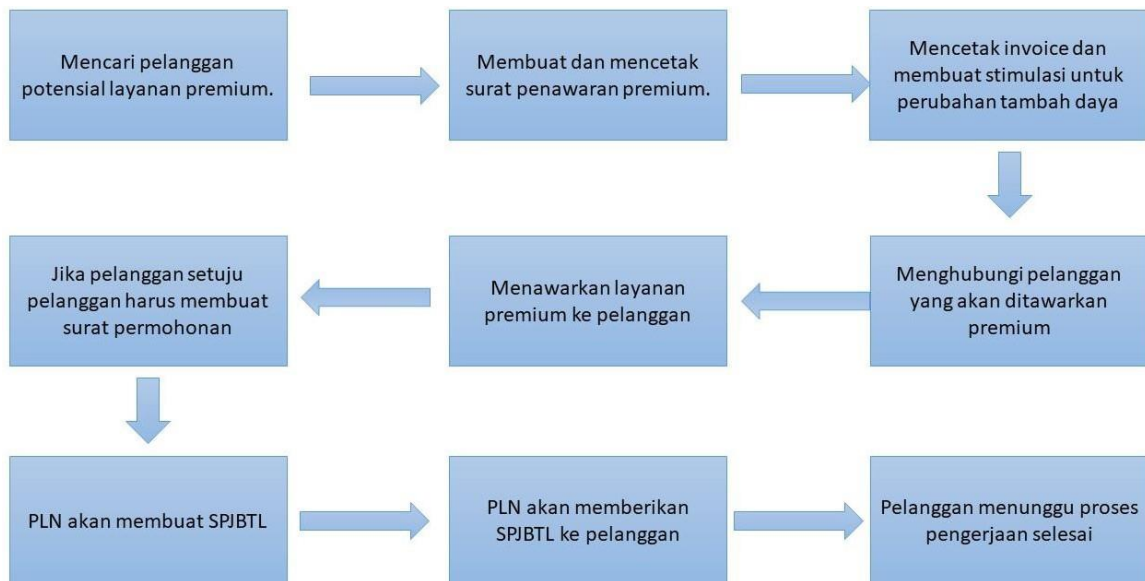 Mencari pelanggan
potensial layanan premium.
Membuat dan mencetak
surat penawaran premium.
Mencetak invoice dan
membuat stimulasi untuk
perubahan tambah daya
Menghubungi pelanggan
yang akan ditawarkan
premium
Menawarkan layanan
premium ke pelanggan
Jika pelanggan setuju
pelanggan harus membuat
surat permohonan
PLN akan membuat SPJBTL
PLN akan memberikan
SPJBTL ke pelanggan
Pelanggan menunggu proses
pengerjaan selesai